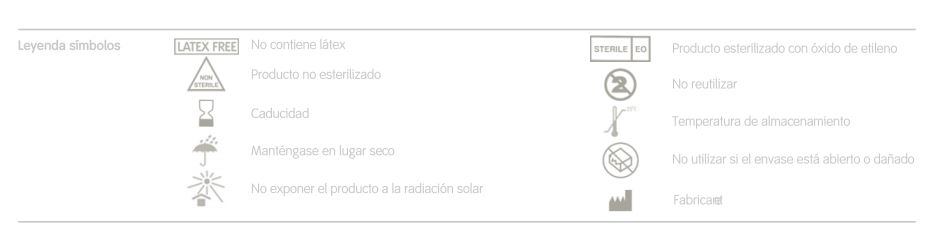 Leyenda símbolos
LATEX FREE No contiene látex
NON
STERILE
Producto no esterilizado
Caducidad
Manténgase en lugar seco
No exponer el producto a la radiación solar
STERILE EO Producto esterilizado con óxido de etileno
2 No reutilizar
Temperatura de almacenamiento
No utilizar si el envase está abierto o dañado